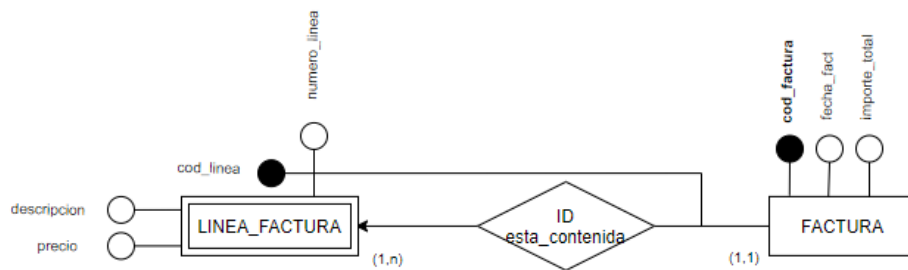 numero_linea
cod_factura
fecha_fact
importe_total
cod_linea
descripcion
precio
LINEA_FACTURA
ID
esta_contenida
FACTURA
(1,n)
(1,1)